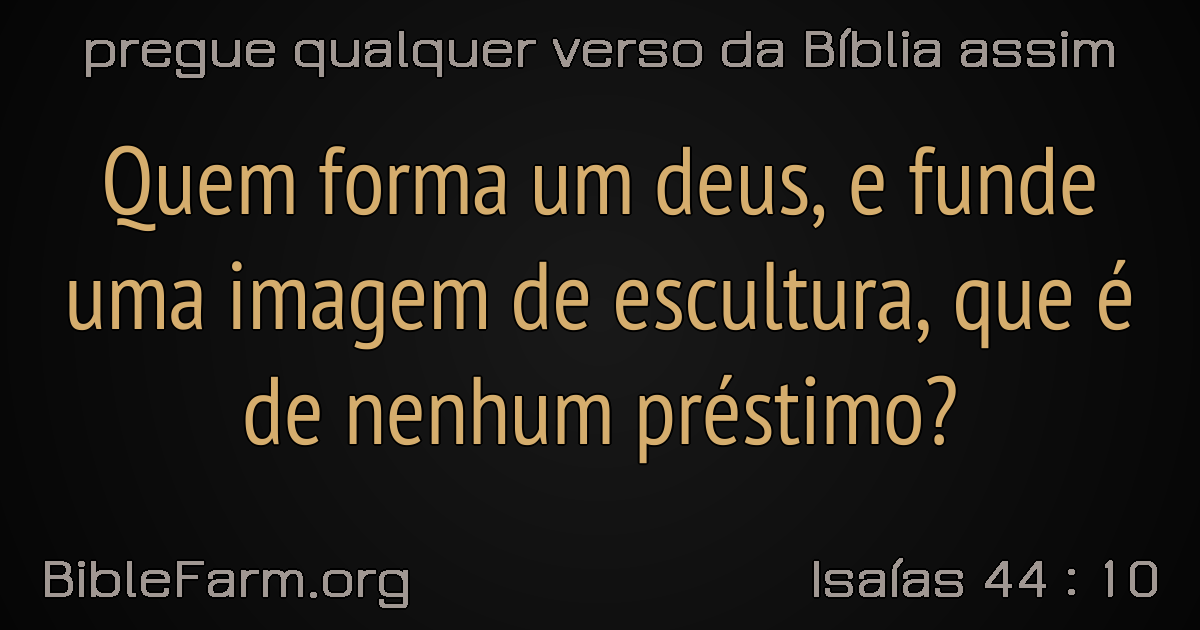 pregue qualquer verso da Bíblia assim
Quem forma um deus, e funde
uma imagem de escultura, que é
de nenhum préstimo?
BibleFarm.org
Isaías 44 : 10